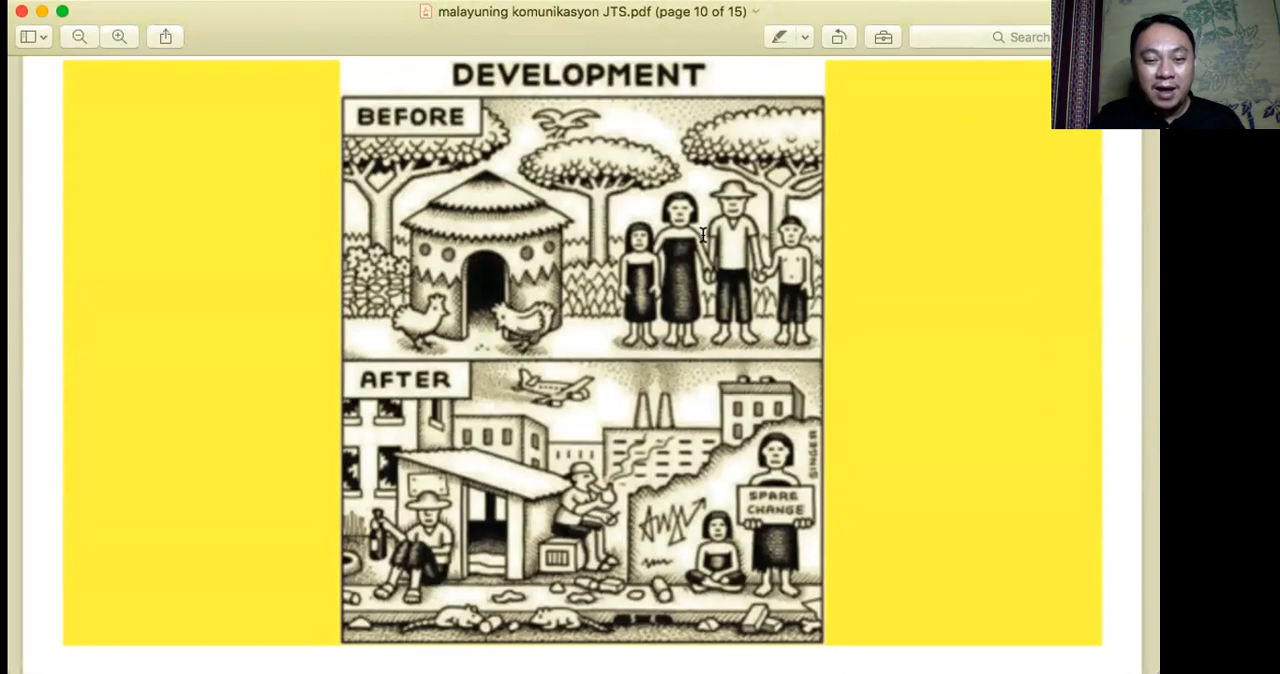 malayuning komunikasyon JTS.pdf (page 10 of 15)
Search
DEVELOPMENT
BEFORE
AFTER
SINGER
SPARE
CHANGE